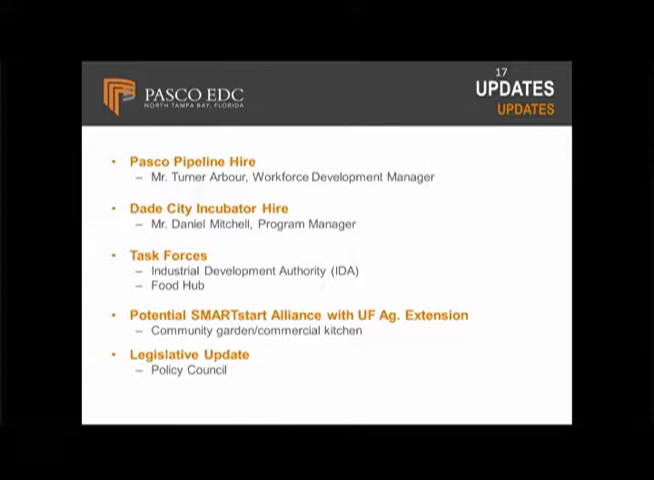 PASCO EDC
NORTH TAMPA BAY, FLORIDA
17
UPDATES
UPDATES
• Pasco Pipeline Hire
– Mr. Turner Arbour, Workforce Development Manager
• Dade City Incubator Hire
– Mr. Daniel Mitchell, Program Manager
• Task Forces
– Industrial Development Authority (IDA)
– Food Hub
• Potential SMARTstart Alliance with UF Ag. Extension
– Community garden/commercial kitchen
• Legislative Update
– Policy Council